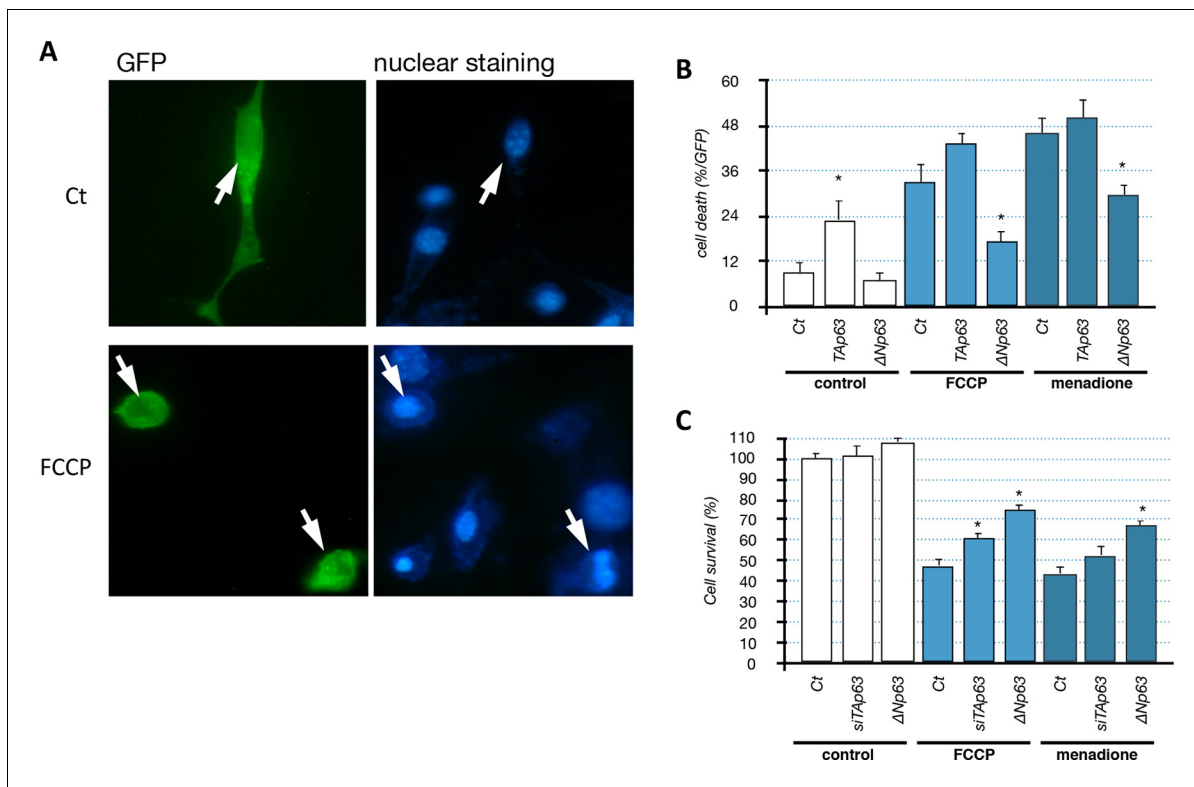 A
GFP nuclear staining
Ct
FCCP
B
cell death (%/GFP)
60
48
36
24
12
0
*
*
*
Ct TAp63 ΔNp63 Ct TAp63 ΔNp63 Ct TAp63 ΔNp63
control FCCP menadione
C
Cell survival (%)
110
100
90
80
70
60
50
40
30
20
10
0
*
*
*
Ct siTAp63 ΔNp63 Ct siTAp63 ΔNp63 Ct siTAp63 ΔNp63
control FCCP menadione